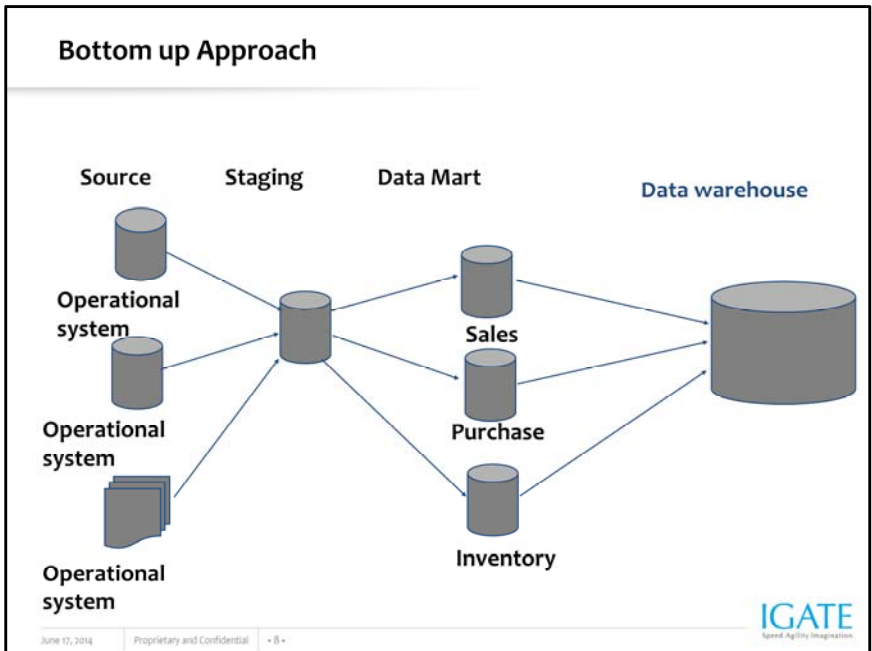 Bottom up Approach
Source
Staging
Data Mart
Data warehouse
Operational
system
Sales
Operational
system
Purchase
Operational
system
Inventory
June 17, 2014
Proprietary and Confidential
• 8 •
IGATE
Speed.Agility.Imagination